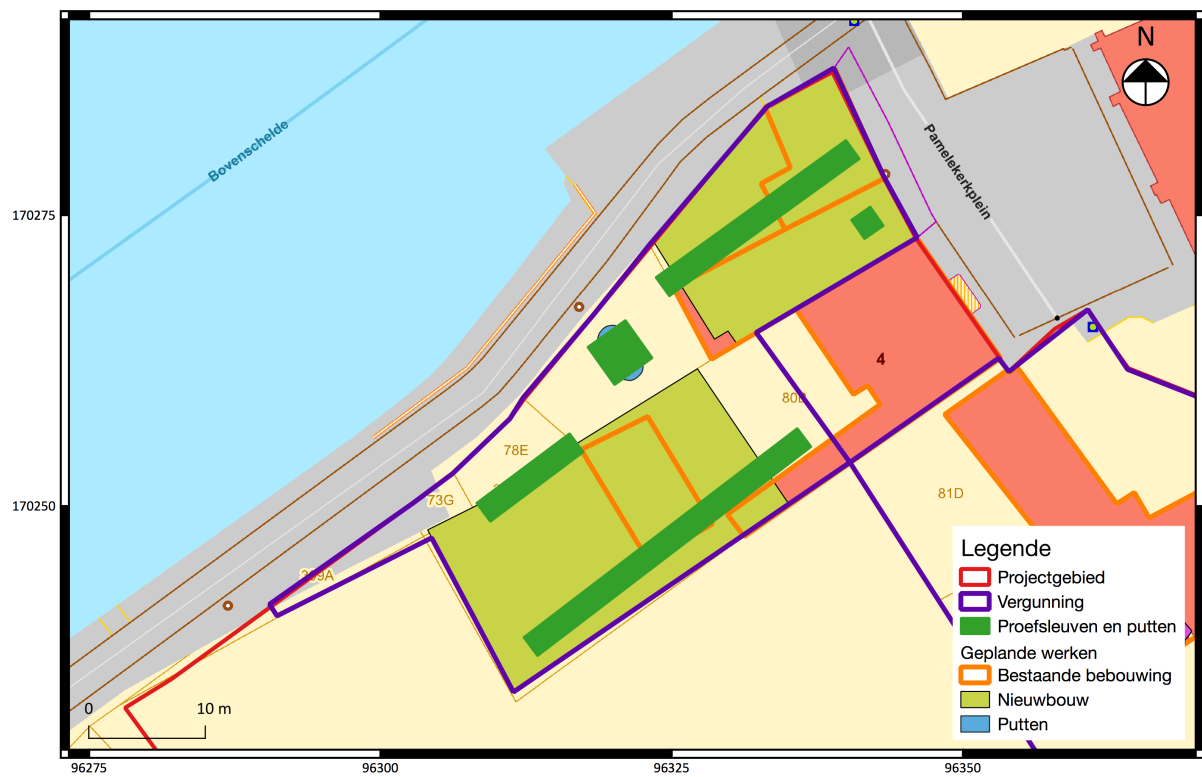 N
Bovenschelde
Pamelekerkplein
170275
4
80B
78E
73G
170250
81D
399A
Legende
Projectgebied
Vergunning
Proefsleuven en putten
Geplande werken
Bestaande bebouwing
Nieuwbouw
Putten
0 10 m
96275 96300 96325 96350